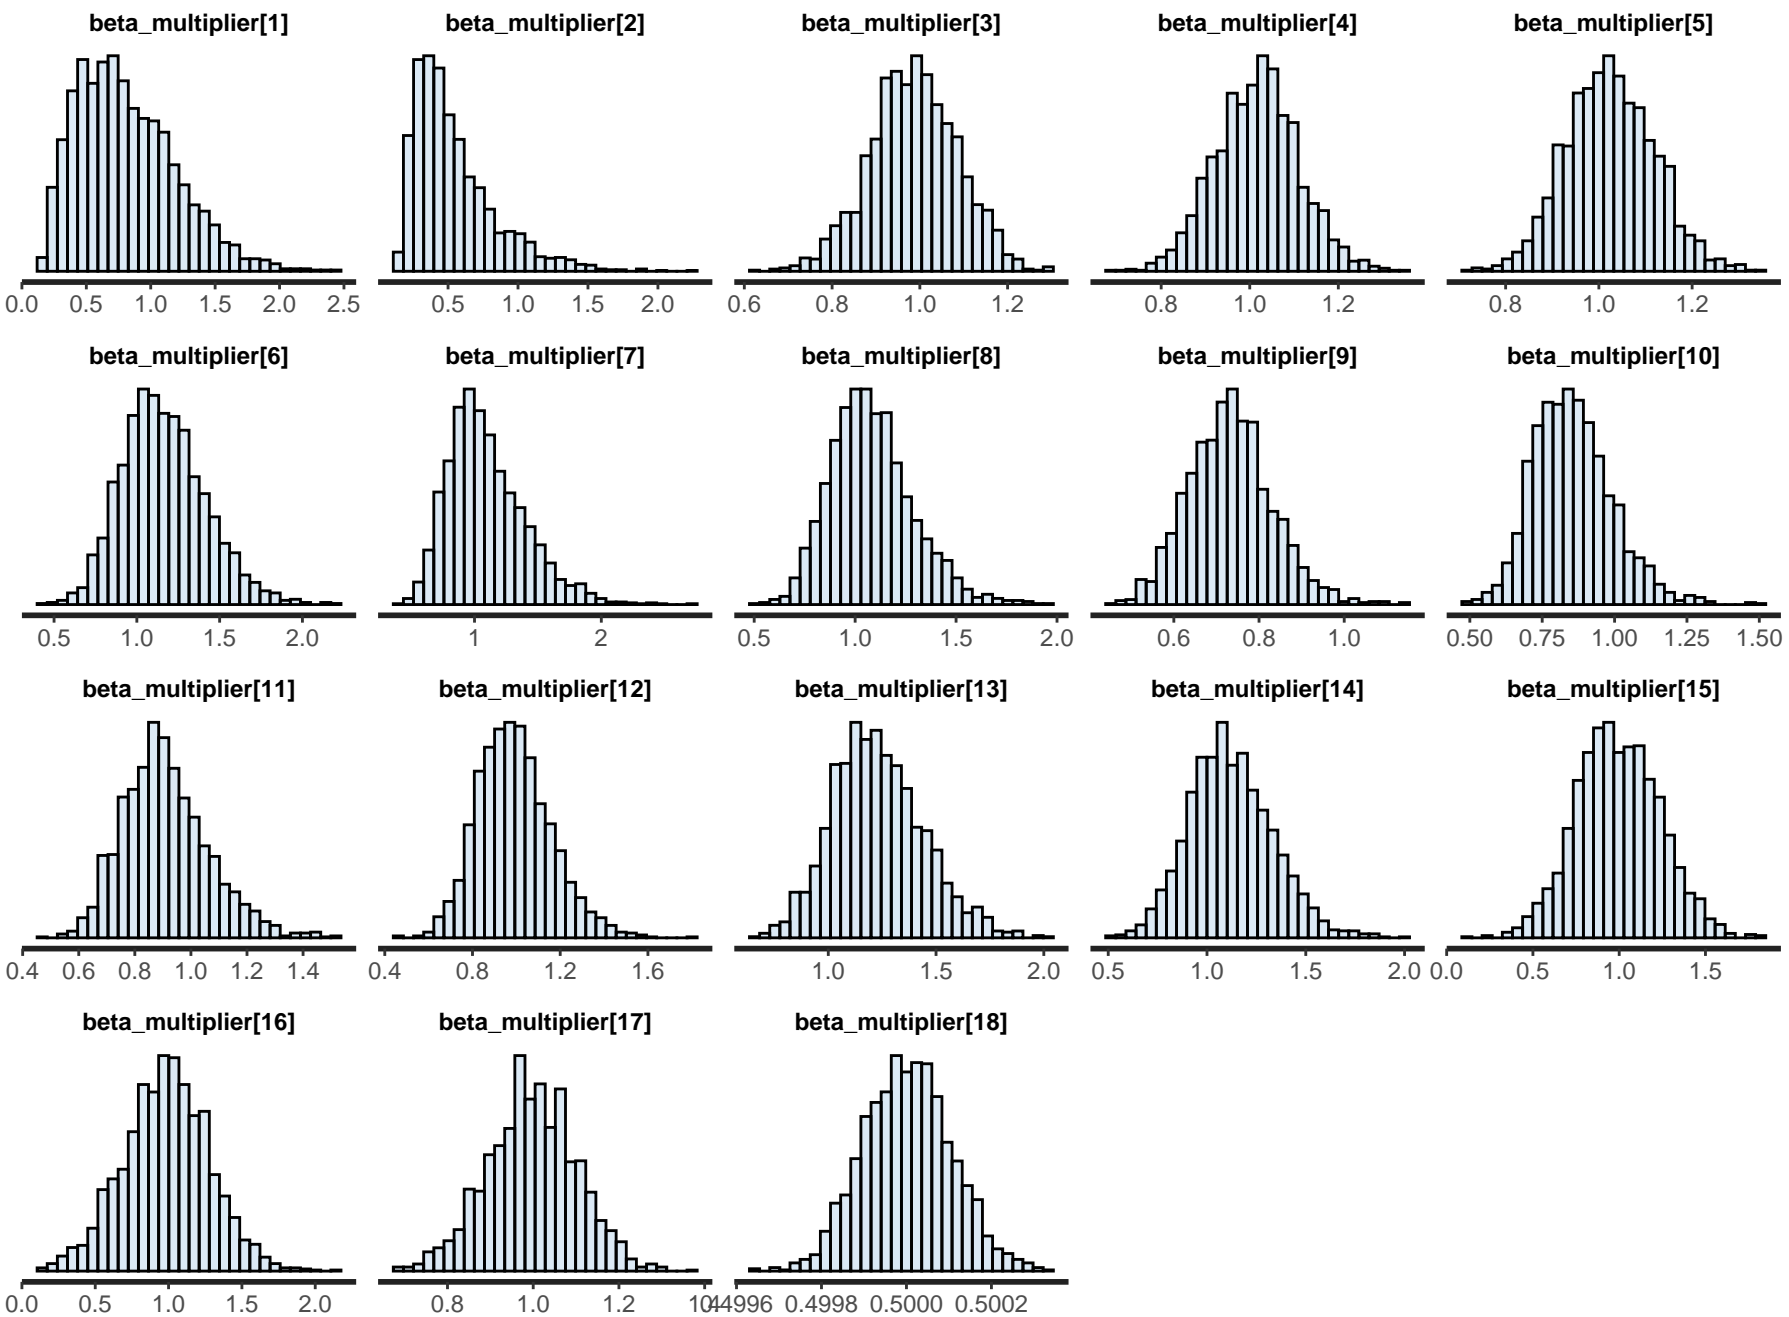 beta_multiplier[1] beta_multiplier[2] beta_multiplier[3] beta_multiplier[4] beta_multiplier[5]
0.0 0.5 1.0 1.5 2.0 2.5 0.5 1.0 1.5 2.0 0.6 0.8 1.0 1.2 0.8 1.0 1.2 0.8 1.0 1.2
beta_multiplier[6] beta_multiplier[7] beta_multiplier[8] beta_multiplier[9] beta_multiplier[10]
0.5 1.0 1.5 2.0 1 2 0.5 1.0 1.5 2.0 0.6 0.8 1.0 0.50 0.75 1.00 1.25 1.50
beta_multiplier[11] beta_multiplier[12] beta_multiplier[13] beta_multiplier[14] beta_multiplier[15]
0.4 0.6 0.8 1.0 1.2 1.4 0.4 0.8 1.2 1.6 1.0 1.5 2.0 0.5 1.0 1.5 2.0 0.0 0.5 1.0 1.5
beta_multiplier[16] beta_multiplier[17] beta_multiplier[18]
0.0 0.5 1.0 1.5 2.0 0.8 1.0 1.2 1.4 0.4996 0.4998 0.5000 0.5002